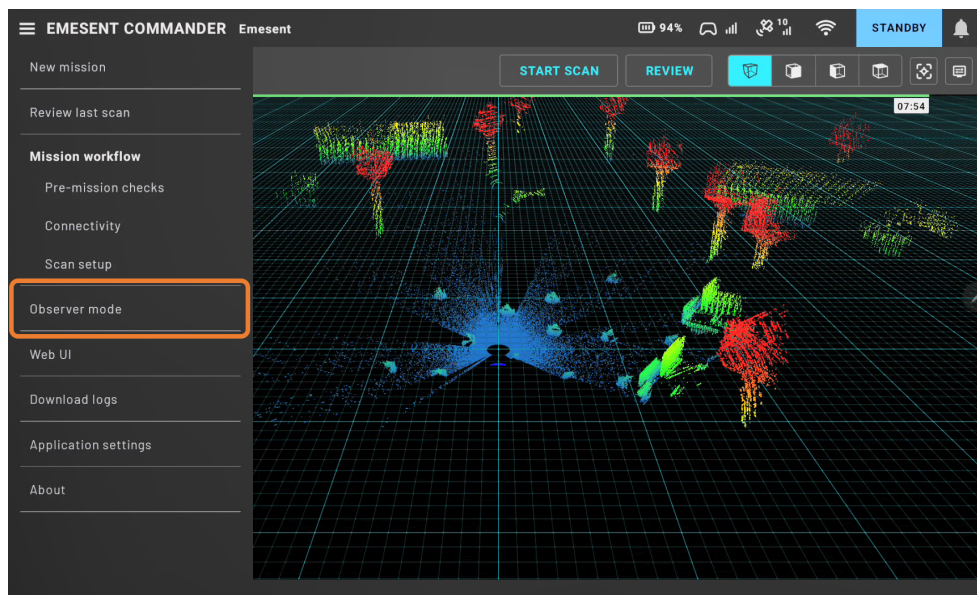 EMESENT COMMANDER Emesent 94% 10 STANDBY
New mission
START SCAN REVIEW
Review last scan
07:54
Mission workflow
Pre-mission checks
Connectivity
Scan setup
Observer mode
Web UI
Download logs
Application settings
About